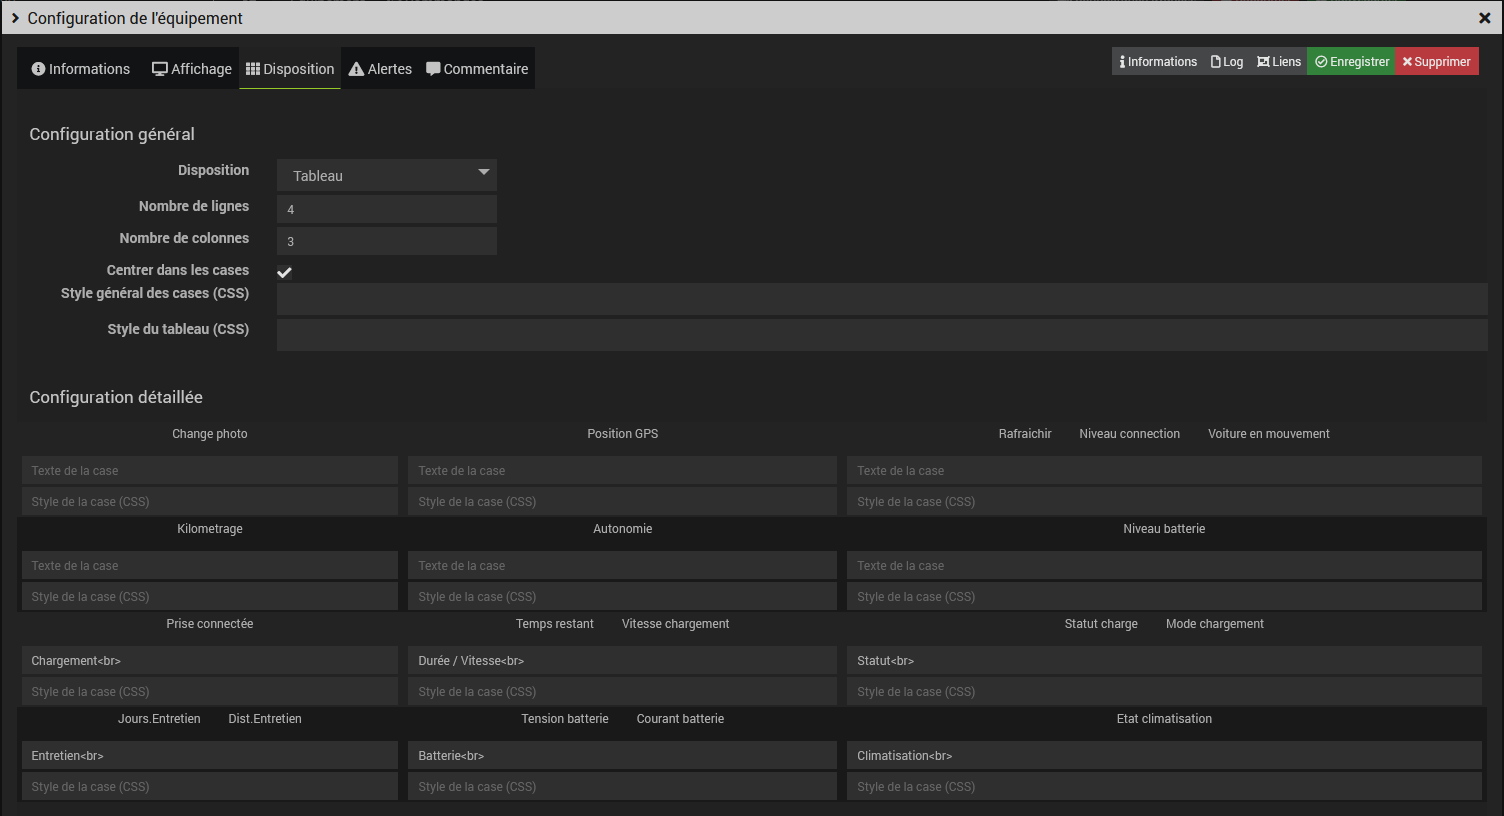 Configuration de l'équipement
Informations Affichage Disposition Alertes Commentaire
Informations Log Liens Enregistrer Supprimer
Configuration général
Disposition Tableau
Nombre de lignes 4
Nombre de colonnes 3
Centrer dans les cases
Style général des cases (CSS)
Style du tableau (CSS)
Configuration détaillée
Change photo Position GPS Rafraichir Niveau connection Voiture en mouvement
Texte de la case Texte de la case Texte de la case
Style de la case (CSS) Style de la case (CSS) Style de la case (CSS)
Kilometrage Autonomie Niveau batterie
Texte de la case Texte de la case Texte de la case
Style de la case (CSS) Style de la case (CSS) Style de la case (CSS)
Prise connectée Temps restant Vitesse chargement Statut charge Mode chargement
Chargement<br> Durée / Vitesse<br> Statut<br>
Style de la case (CSS) Style de la case (CSS) Style de la case (CSS)
Jours.Entretien Dist.Entretien Tension batterie Courant batterie Etat climatisation
Entretien<br> Batterie<br> Climatisation<br>
Style de la case (CSS) Style de la case (CSS) Style de la case (CSS)